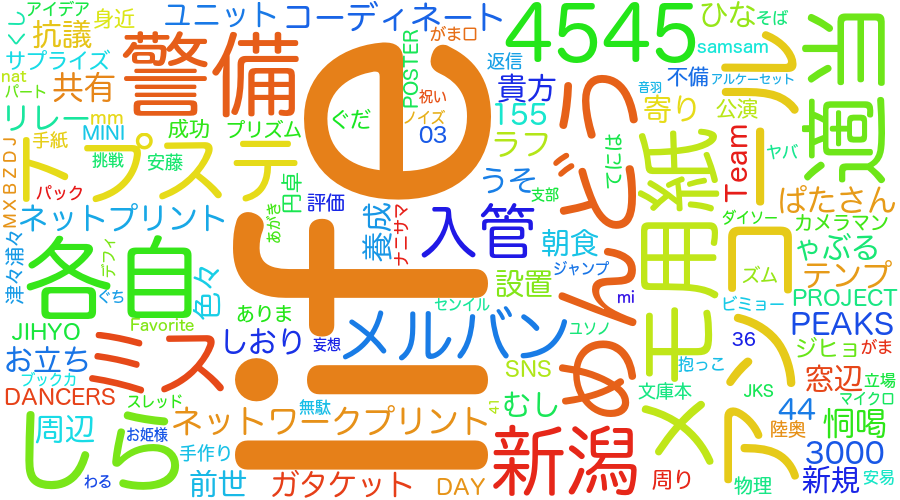 アイデア
身近
ユニット
コーディネート
4545
ひな
そば
適当
しつく
抗議
サプライズ
警備
life
POSTER
がま口
返信
samsam
不備
アルケーセット
ル
nat
パート
共有
ぐだ
祝い
ノイズ
貴方
155
音羽
寄り
公演
リレー
mm
MINI
手紙
成功
プリズム
03
ラフ
めんどう
メモ用紙
Team
ヤバ
挑戦
安藤
トップステ
MXBZDJ
パック
円卓
評価
うそ
支部
はにて
ぱたさん
ダイソー
カメラマン
ネットプリント
津々浦々
あがき
養成
ナニサマ
入管
朝食
ジャンプ
ゃぶる
各自
デフィ
ぐち
色々
設置
mi
アンコール
ズム
テンプ
ビミョー
PROJECT
ありま
センイル
JIHYO
Favorite
しおり
妄想
メルバン
ユソノ
36
PEAKS
お立ち
ミス
SNS
抱っこ
ジヒョ
がま
ブックカ
DANCERS
スレッド
無駄
41
むし
文庫本
JKS
窓辺
立場
マイクロ
しら
周辺
お姫様
ネットワークプリント
44
陸奥
恫喝
手作り
新潟
3000
わる
前世
ガタケット
DAY
周り
物理
新規
安易